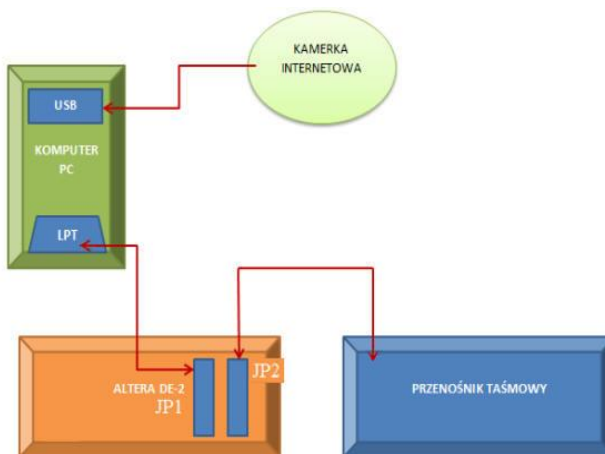 KAMERKA
INTERNETOWA
USB
KOMPUTER
PC
LPT
ALTERA DE-2
JP1
JP2
PRZENOŚNIK TAŚMOWY